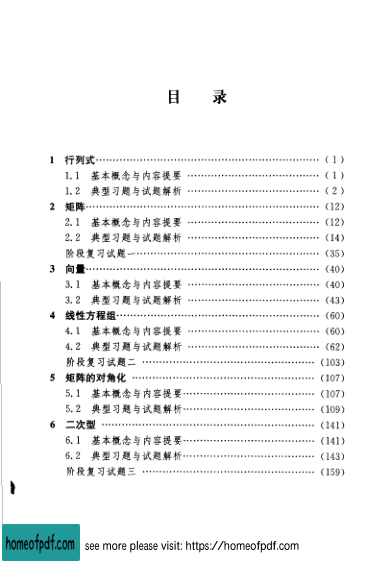 目 录
1 行列式……………………………………………………（1）
1.1 基本概念与内容提要 ………………………………（1）
1.2 典型习题与试题解析 ………………………………（2）
2 矩阵………………………………………………………（12）
2.1 基本概念与内容提要 ………………………………（12）
2.2 典型习题与试题解析 ………………………………（14）
阶段复习试题一……………………………………………（35）
3 向量………………………………………………………（40）
3.1 基本概念与内容提要 ………………………………（40）
3.2 典型习题与试题解析 ………………………………（43）
4 线性方程组………………………………………………（60）
4.1 基本概念与内容提要 ………………………………（60）
4.2 典型习题与试题解析 ………………………………（62）
阶段复习试题二 …………………………………………（103）
5 矩阵的对角化 …………………………………………（107）
5.1 基本概念与内容提要………………………………（107）
5.2 典型习题与试题解析………………………………（109）
6 二次型 …………………………………………………（141）
6.1 基本概念与内容提要………………………………（141）
6.2 典型习题与试题解析………………………………（143）
阶段复习试题三 …………………………………………（159）
homeofpdf.com see more please visit: https://homeofpdf.com